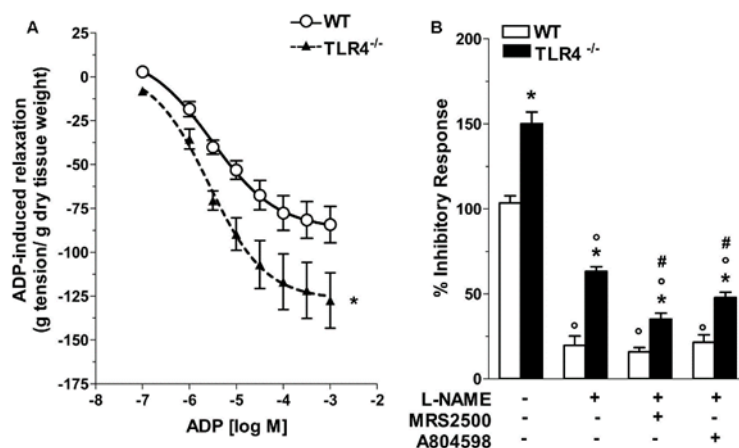 A
WT
TLR4-/-
ADP-induced relaxation
(g tension/ g dry tissue weight)
25
0
-25
-50
-75
-100
-125
-150
-175
*
-8 -7 -6 -5 -4 -3 -2 -1
ADP [log M]
B
WT
TLR4 -/-
% Inhibitory Response
200
150
100
50
0
*
° ° * ° # ° * ° # ° *
L-NAME - + + +
MRS2500 - - + -
A804598 - - - +